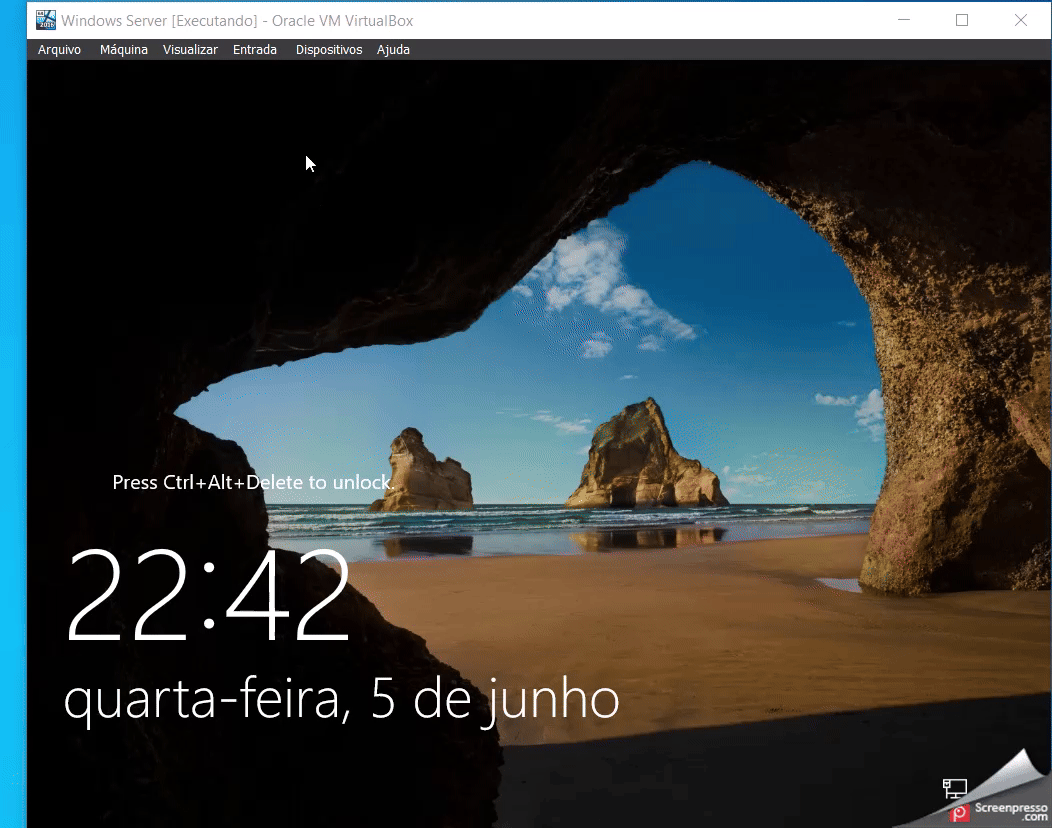 Windows Server [Executando] - Oracle VM VirtualBox
Arquivo Máquina Visualizar Entrada Dispositivos Ajuda
Press Ctrl+Alt+Delete to unlock.
22:42
quarta-feira, 5 de junho
Screenpresso
.com